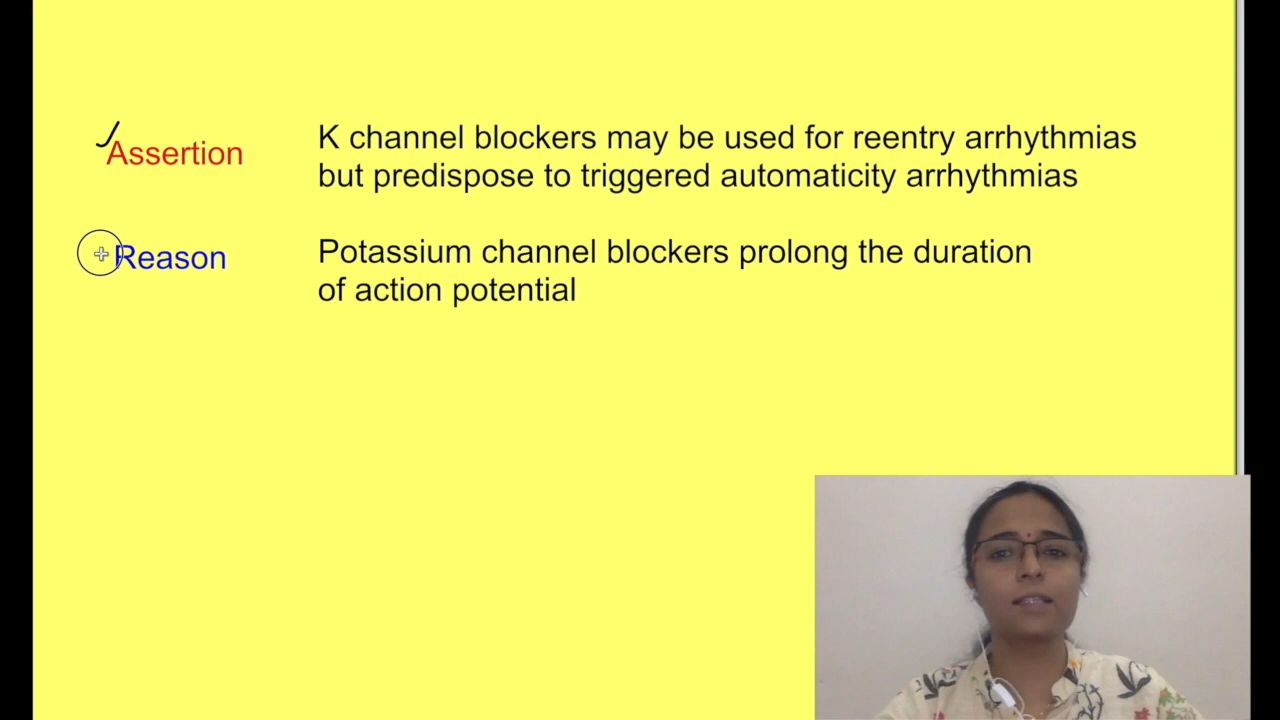 Assertion
K channel blockers may be used for reentry arrhythmias
but predispose to triggered automaticity arrhythmias
Reason
Potassium channel blockers prolong the duration
of action potential